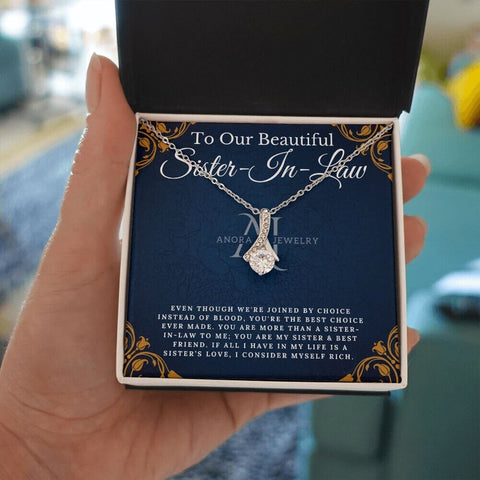 To Our Beautiful
Sister-In-Law
ANORA JEWELRY
EVEN THOUGH WE'RE JOINED BY CHOICE
INSTEAD OF BLOOD, YOU'RE THE BEST CHOICE
EVER MADE. YOU ARE MORE THAN A SISTER-
IN-LAW TO ME; YOU ARE MY SISTER & BEST
FRIEND. IF ALL I HAVE IN MY LIFE IS A
SISTER'S LOVE, I CONSIDER MYSELF RICH.